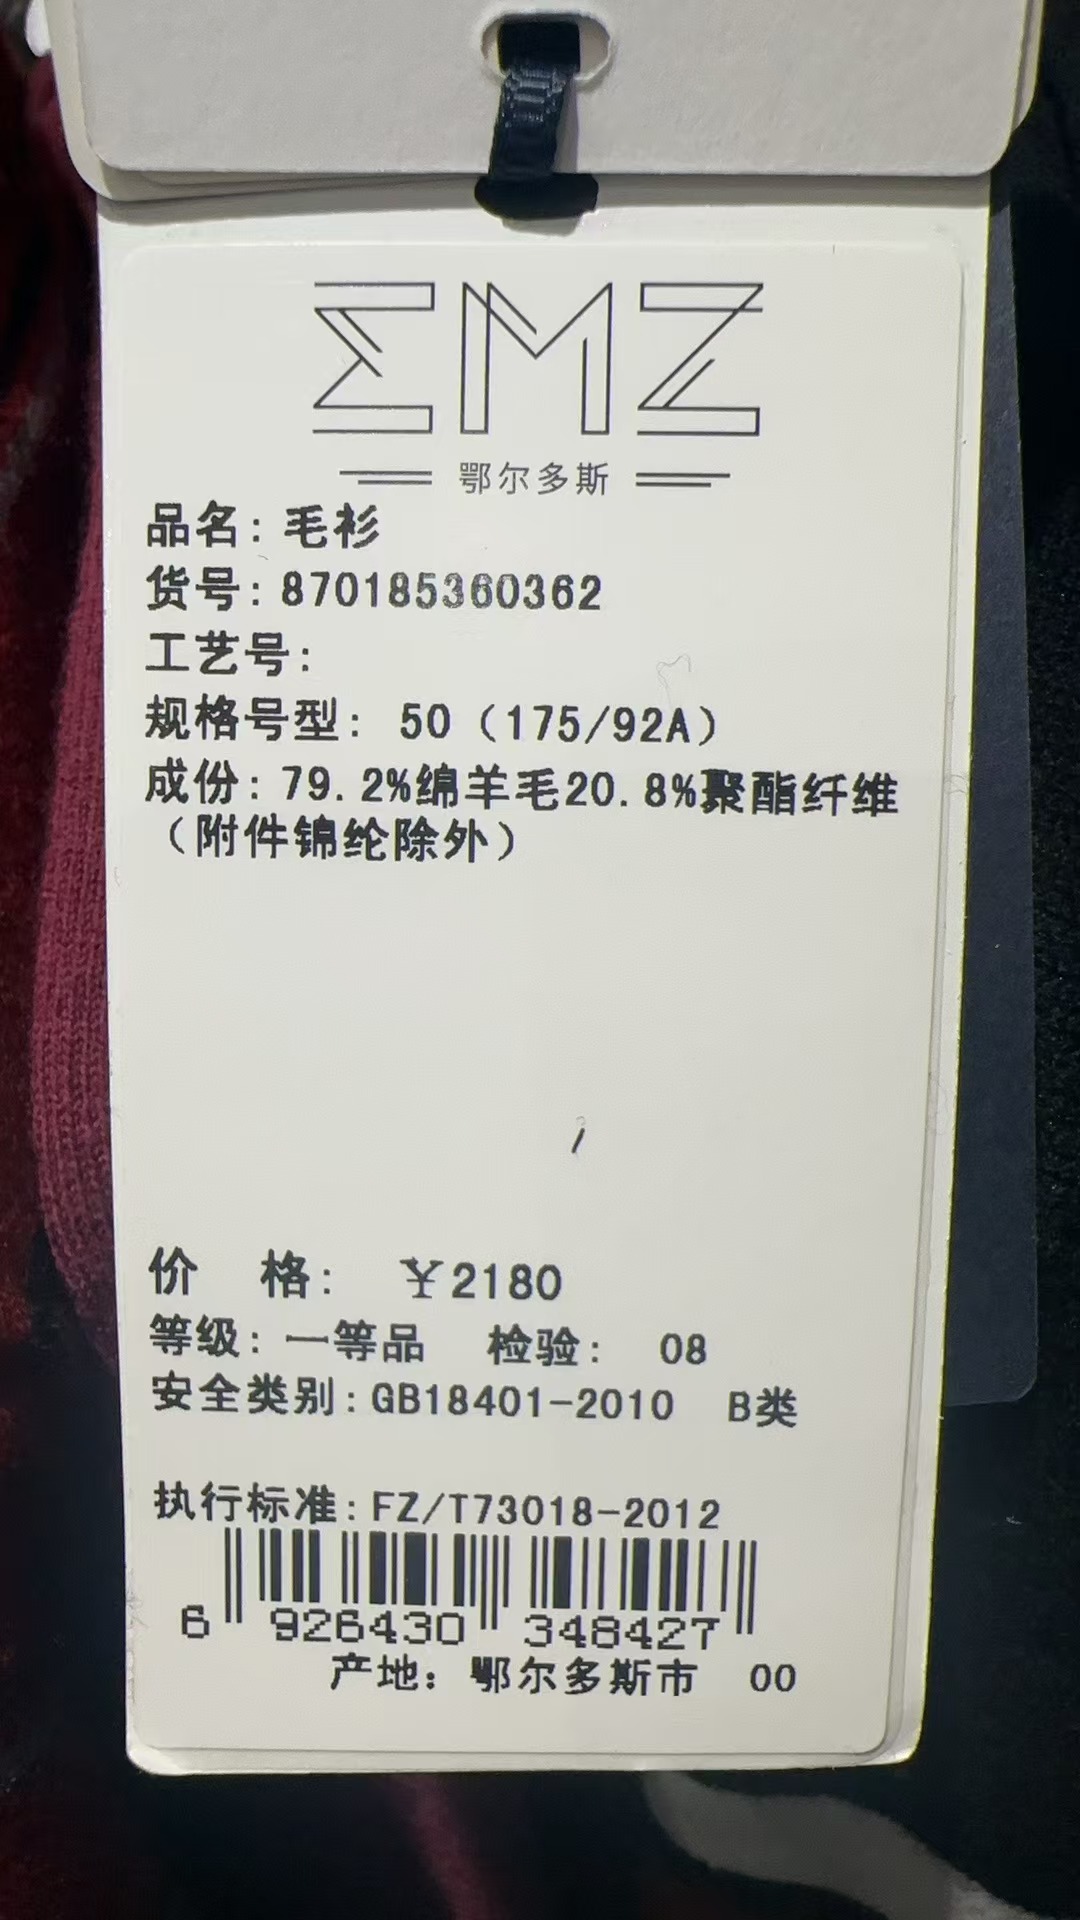 EMZ
鄂尔多斯
品名: 毛衫
货号: 870185360362
工艺号:
规格号型: 50（175/92A）
成份: 79.2%绵羊毛20.8%聚酯纤维
（附件锦纶除外）
价 格: ¥2180
等级: 一等品 检验: 08
安全类别: GB18401-2010 B类
执行标准: FZ/T73018-2012
6 926430 348427
产地: 鄂尔多斯市 00